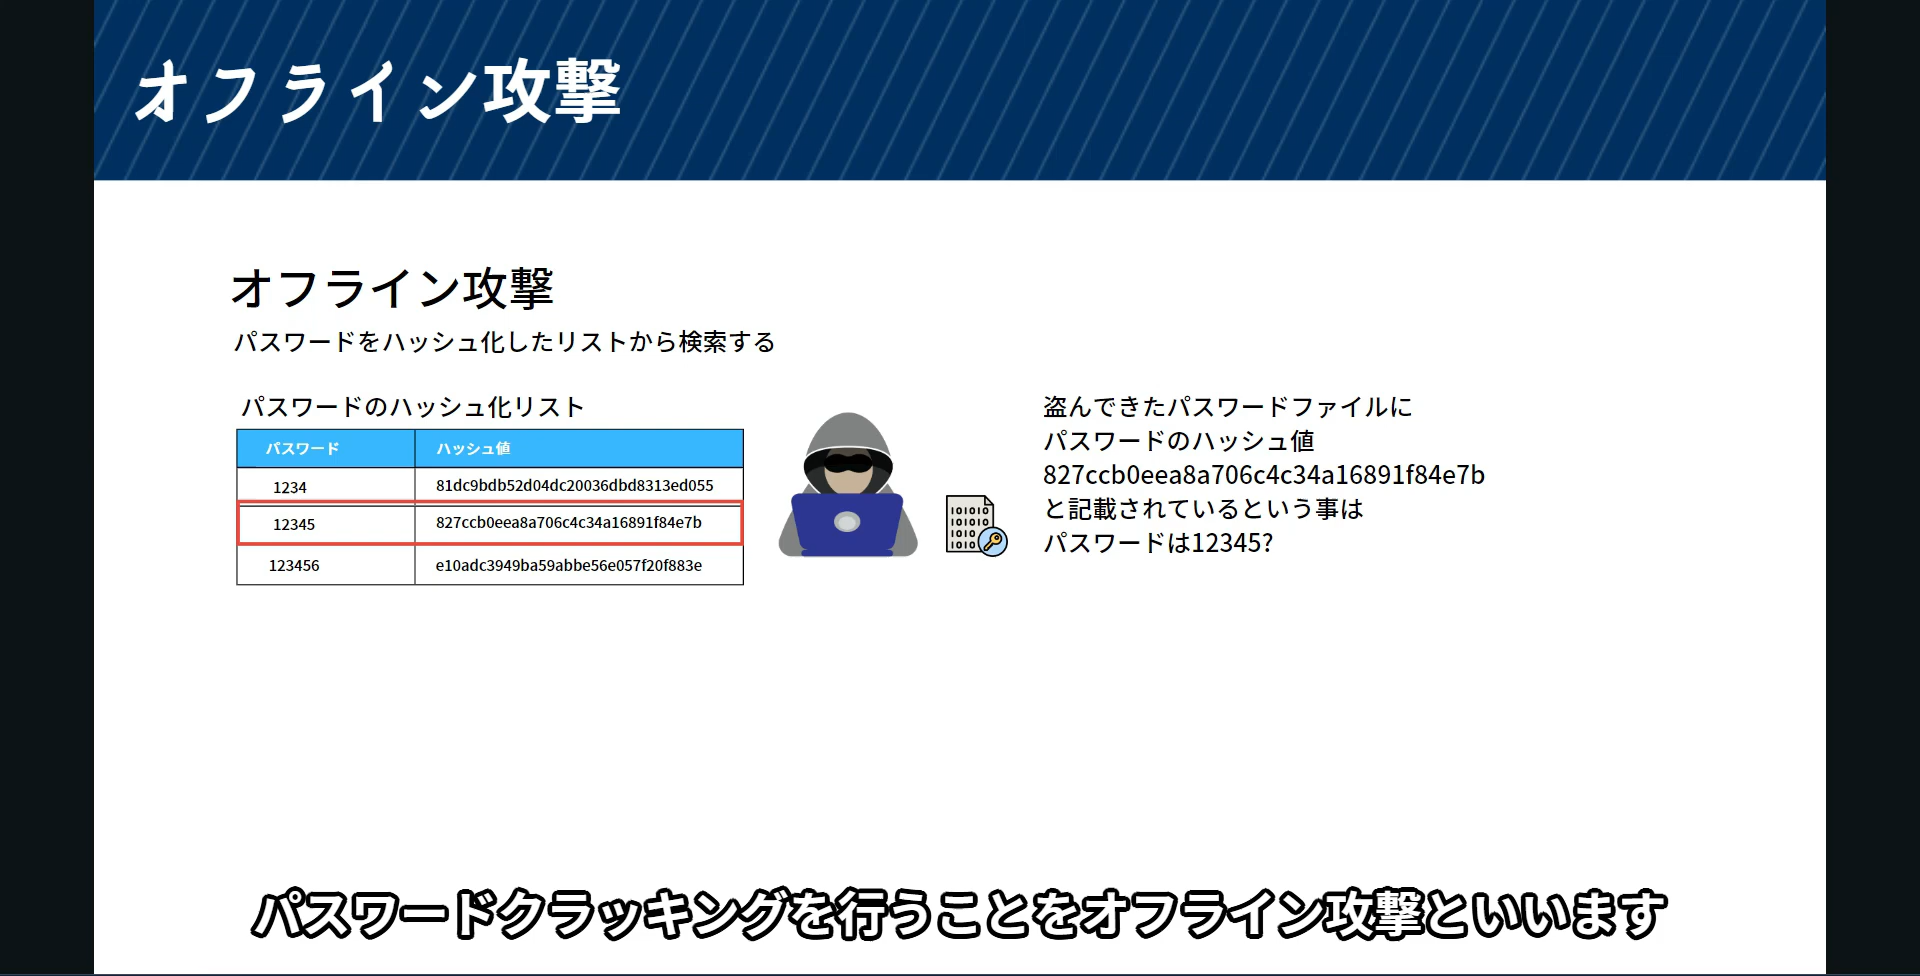 オフライン攻撃
オフライン攻撃
パスワードをハッシュ化したリストから検索する
パスワードのハッシュ化リスト
パスワード ハッシュ値
1234 81dc9bdb52d04dc20036dbd8313ed055
12345 827ccb0eea8a706c4c34a16891f84e7b
123456 e10adc3949ba59abbe56e057f20f883e
盗んできたパスワードファイルに
パスワードのハッシュ値
827ccb0eea8a706c4c34a16891f84e7b
と記載されているという事は
パスワードは12345?
パスワードクラッキングを行うことをオフライン攻撃といいます